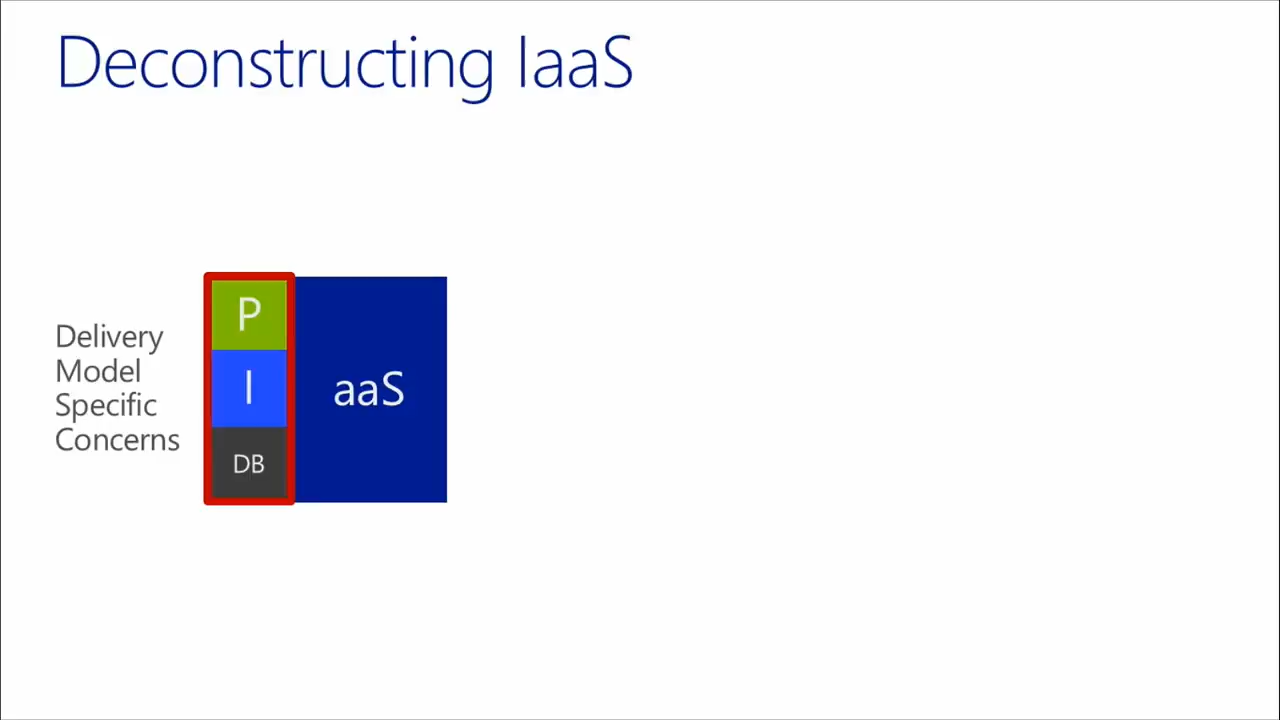 Deconstructing IaaS
Delivery
Model
Specific
Concerns
P
I
DB
aaS